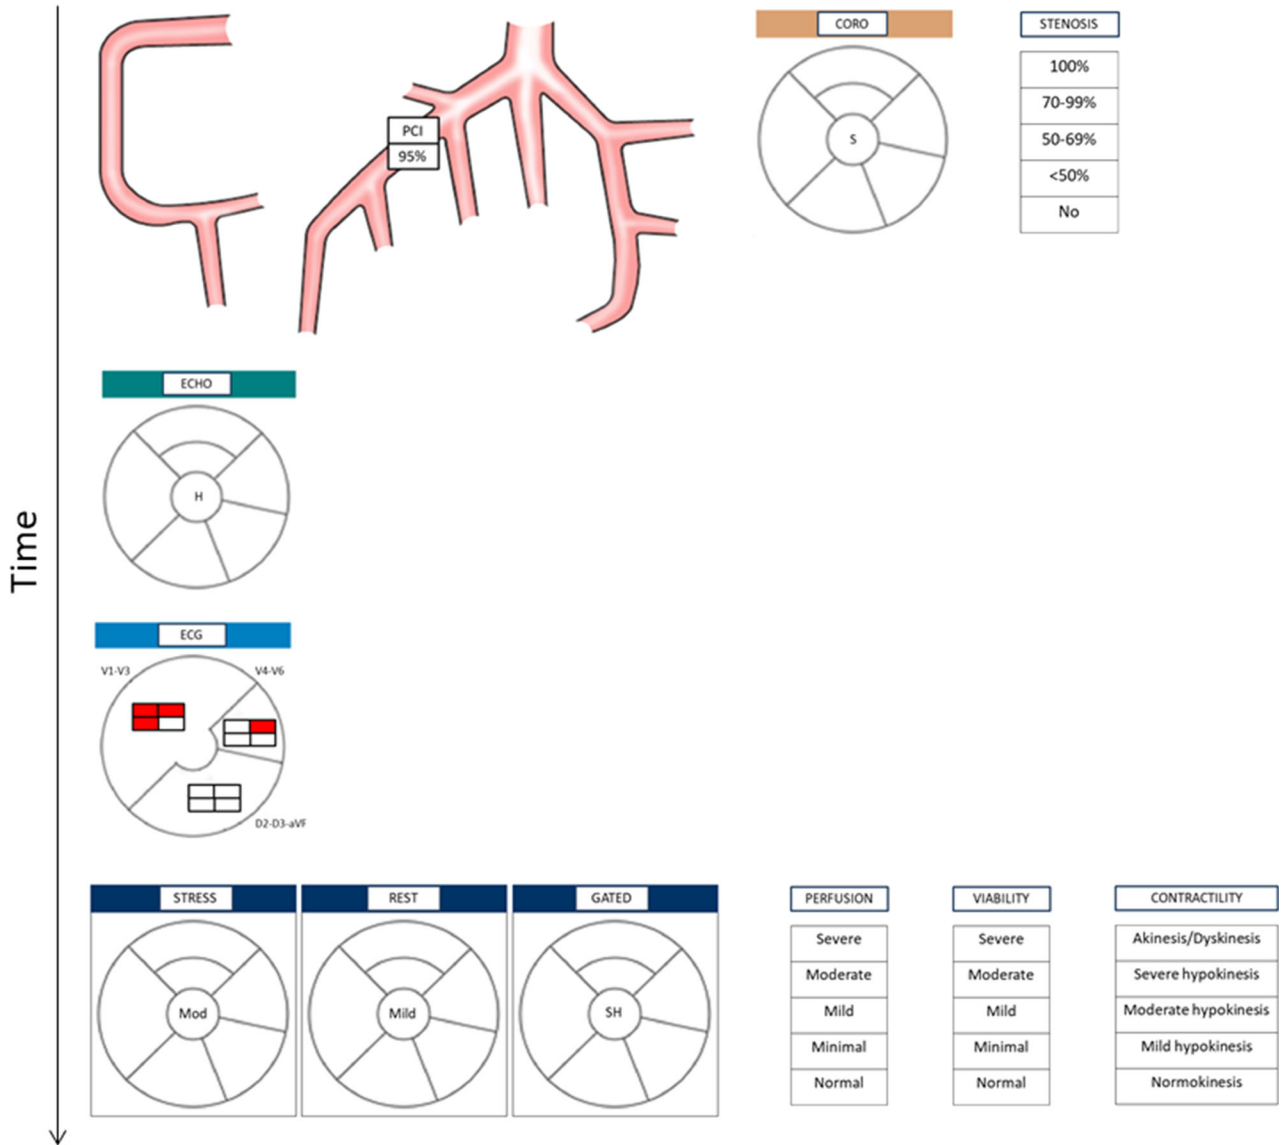 CORO
STENOSIS
100%
70-99%
50-69%
<50%
No
S
PCI
95%
Time
ECHO
H
ECG
V1-V3
V4-V6
D2-D3-aVF
STRESS
REST
GATED
Mod
Mild
SH
PERFUSION
Severe
Moderate
Mild
Minimal
Normal
VIABILITY
Severe
Moderate
Mild
Minimal
Normal
CONTRACTILITY
Akinesis/Dyskinesis
Severe hypokinesis
Moderate hypokinesis
Mild hypokinesis
Normokinesis